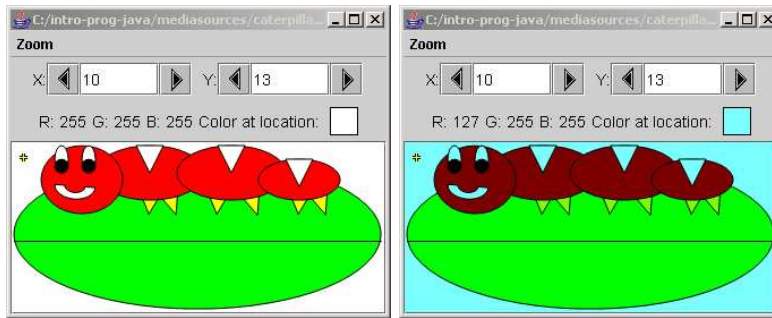 C:/intro-prog-java/mediasources/caterpilla...
Zoom
X: 10 Y: 13
R: 255 G: 255 B: 255 Color at location:
C:/intro-prog-java/mediasources/caterpilla...
Zoom
X: 10 Y: 13
R: 127 G: 255 B: 255 Color at location: